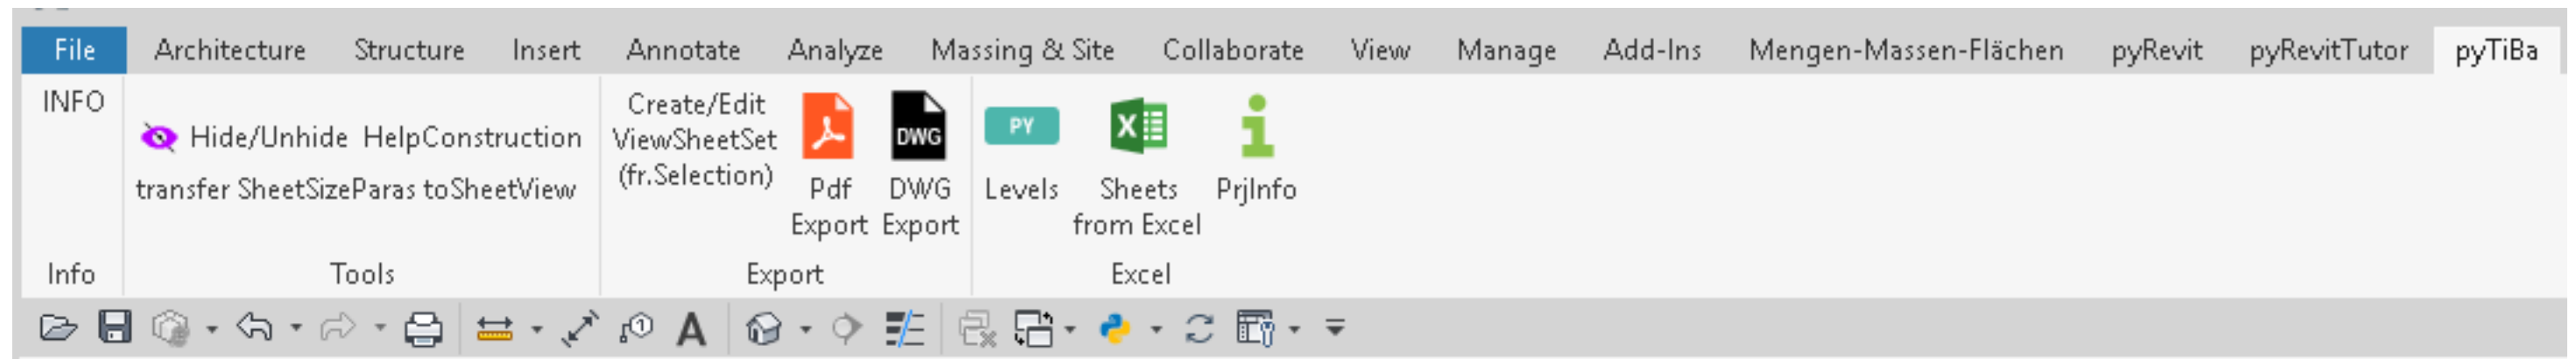 File Architecture Structure Insert Annotate Analyze Massing & Site Collaborate View Manage Add-Ins Mengen-Massen-Flächen pyRevit pyRevitTutor pyTiBa
INFO
Info
Hide/Unhide HelpConstruction
transfer SheetSizeParas toSheetView
Tools
Create/Edit
ViewSheetSet
(fr.Selection)
Pdf
Export
DWG
DWG
Export
Export
PY
Levels
X
Sheets
from Excel
PrjInfo
Excel
1
A